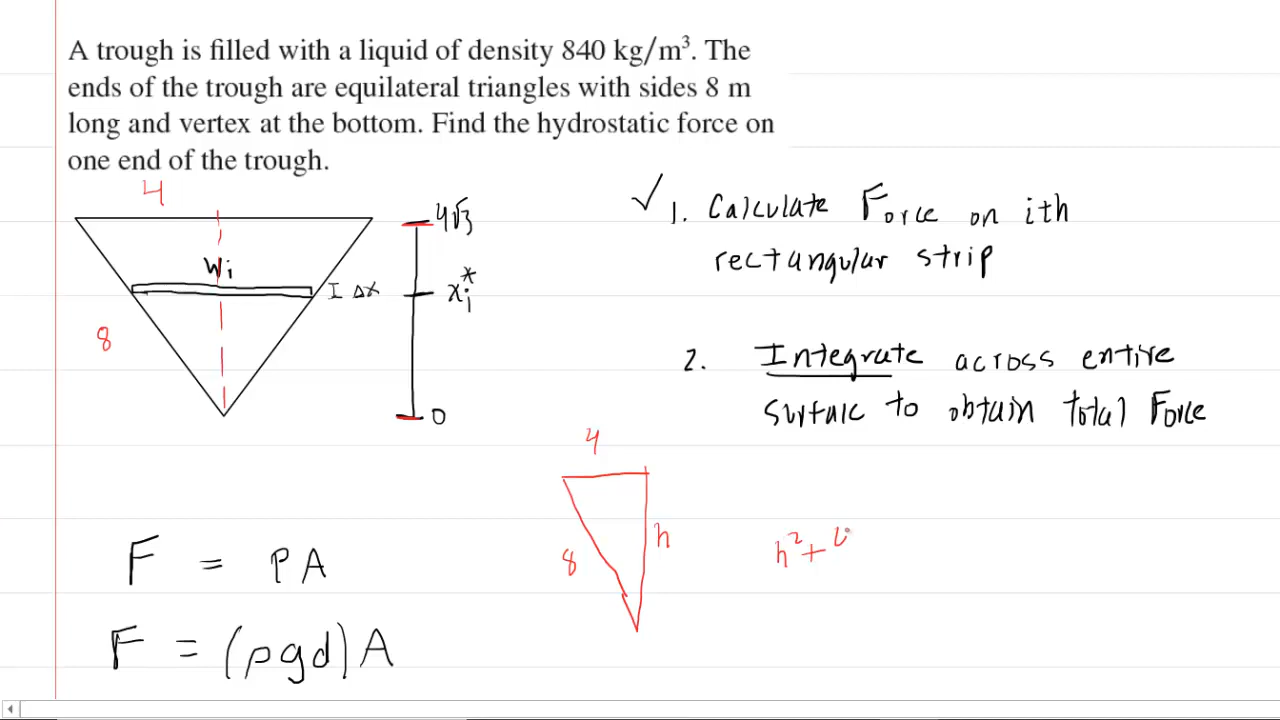 A trough is filled with a liquid of density 840 kg/m³. The
ends of the trough are equilateral triangles with sides 8 m
long and vertex at the bottom. Find the hydrostatic force on
one end of the trough.
4
4√3
Wi
I Δx
xi*
8
0
✓ 1. Calculate Force on ith
rectangular strip
2. Integrate across entire
surface to obtain total Force
4
8
h
h² +
F = PA
F = (ρgd)A